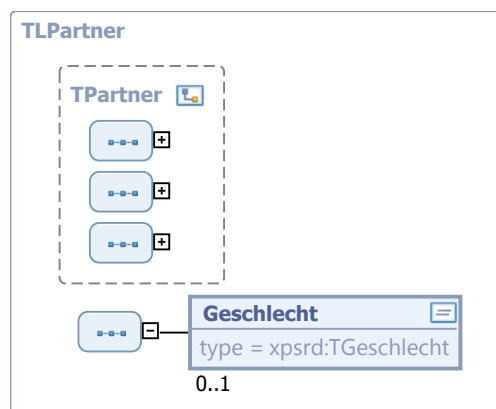 TLPartner
TPartner
Geschlecht
type = xpsrd:TGeschlecht
0..1